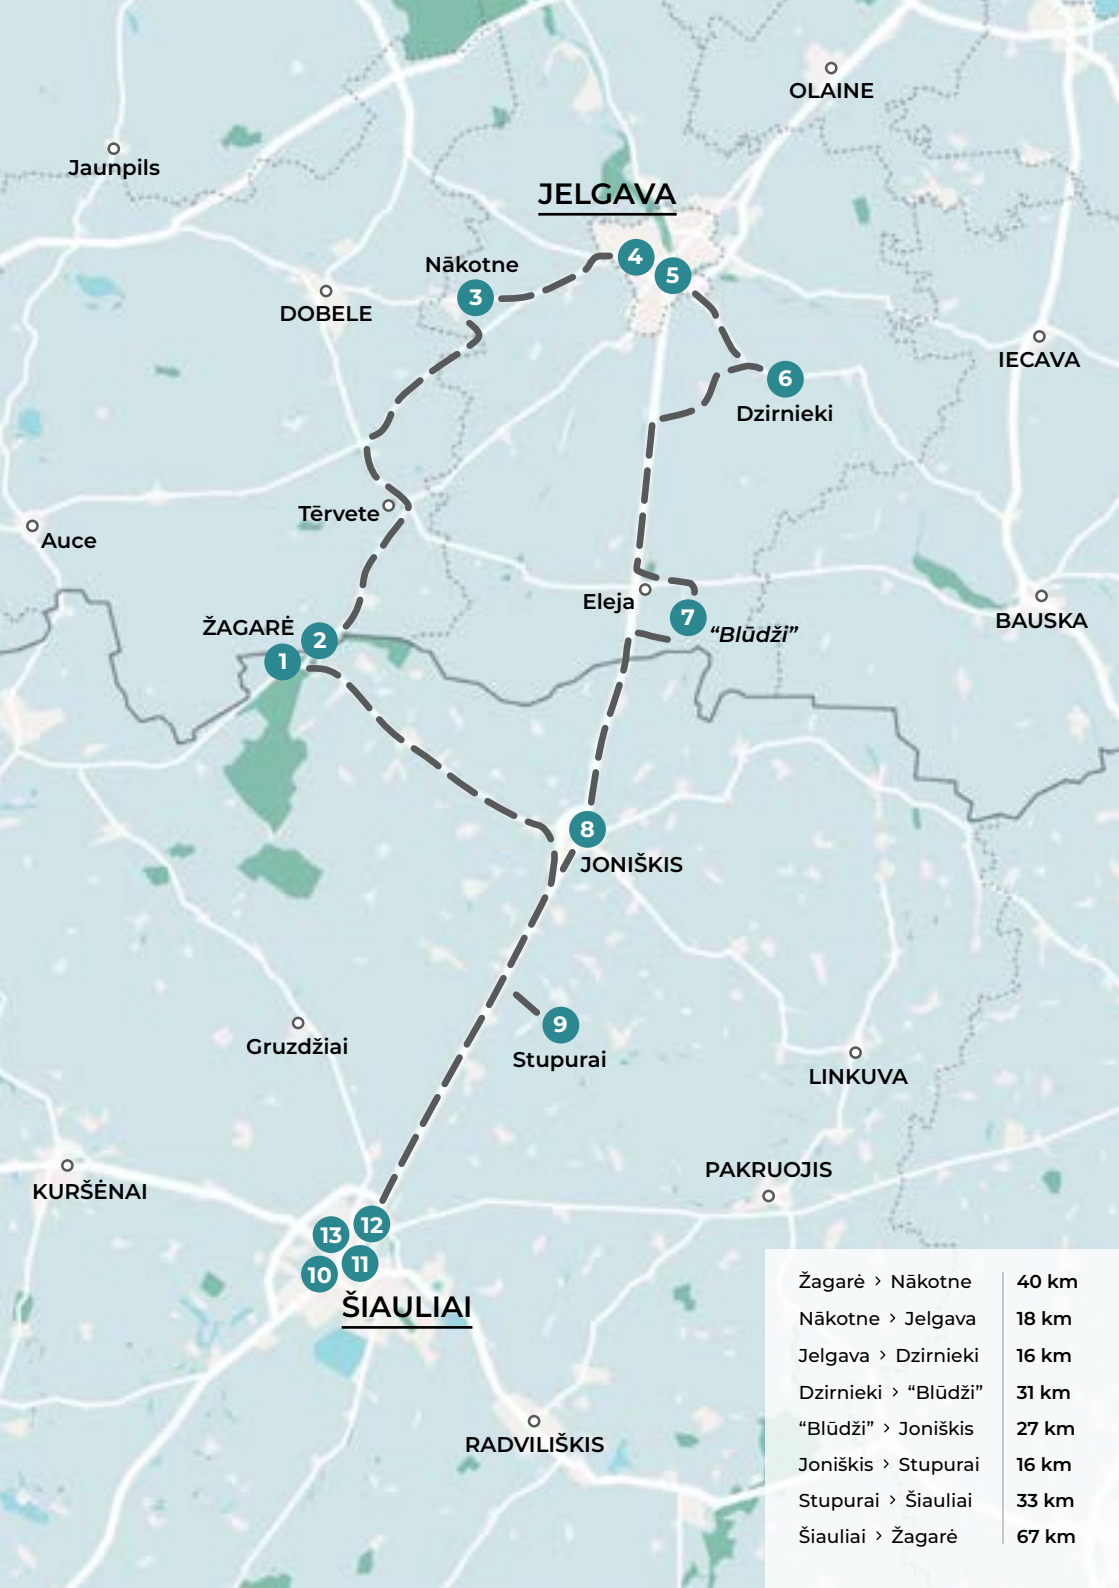 OLAINE
Jaunpils
JELGAVA
Nākotne
4
5
3
DOBELE
IECAVA
6
Dzirnieki
Tērvete
Auce
Eleja
BAUSKA
7
“Blūdži”
ŽAGARĖ
2
1
8
JONIŠKIS
9
Gruzdžiai
Stupurai
LINKUVA
PAKRUOJIS
KURŠĖNAI
13
12
10
11
ŠIAULIAI
RADVILIŠKIS
Žagarė › Nākotne 40 km
Nākotne › Jelgava 18 km
Jelgava › Dzirnieki 16 km
Dzirnieki › “Blūdži” 31 km
“Blūdži” › Joniškis 27 km
Joniškis › Stupurai 16 km
Stupurai › Šiauliai 33 km
Šiauliai › Žagarė 67 km